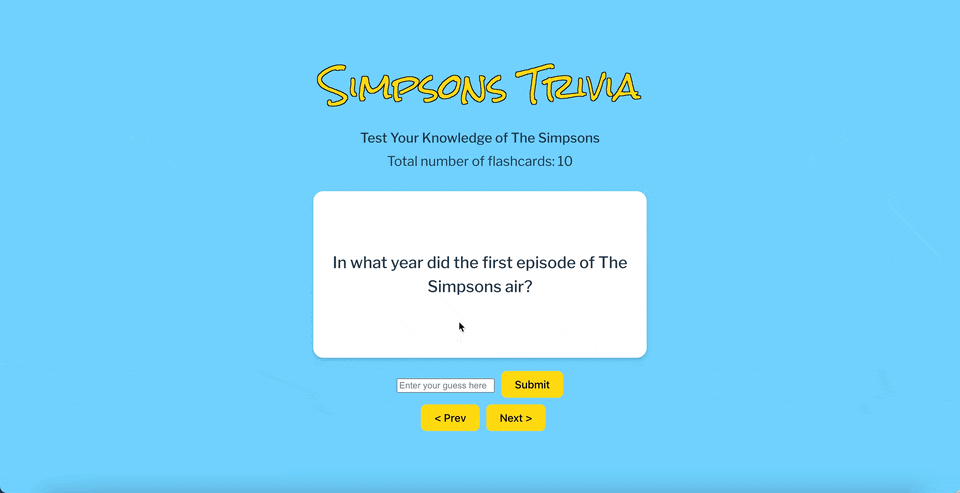 Simpsons Trivia
Test Your Knowledge of The Simpsons
Total number of flashcards: 10
In what year did the first episode of The
Simpsons air?
Enter your guess here
Submit
< Prev
Next >